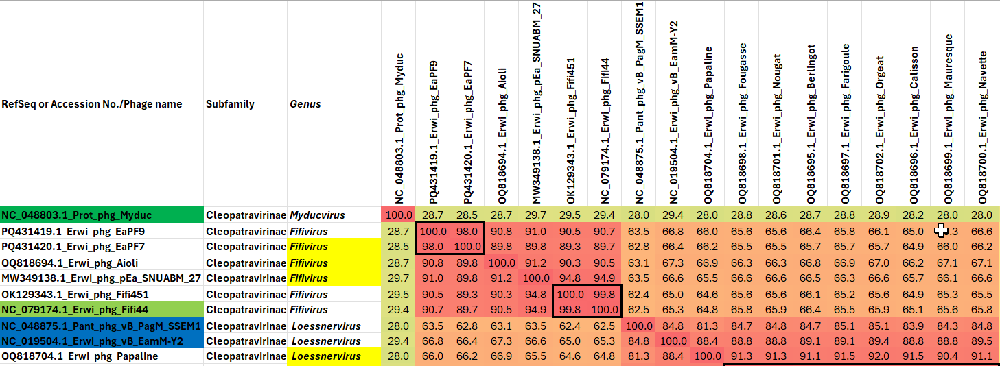 RefSeq or Accession No./Phage name Subfamily Genus NC_048803.1_Prot_phg_Myduc PQ431419.1_Erwi_phg_EaPF9 PQ431420.1_Erwi_phg_EaPF7 OQ818694.1_Erwi_phg_Aioli MW349138.1_Erwi_phg_pEa_SNUABM_27 OK129343.1_Erwi_phg_Fifi451 NC_079174.1_Erwi_phg_Fifi44 NC_048875.1_Pant_phg_vB_PagM_SSEM1 NC_019504.1_Erwi_phg_vB_EamM-Y2 OQ818704.1_Erwi_phg_Papaline OQ818698.1_Erwi_phg_Fougasse OQ818701.1_Erwi_phg_Nougat OQ818695.1_Erwi_phg_Berlingot OQ818697.1_Erwi_phg_Farigoule OQ818702.1_Erwi_phg_Orgeat OQ818696.1_Erwi_phg_Calisson OQ818699.1_Erwi_phg_Mauresque OQ818700.1_Erwi_phg_Navette
NC_048803.1_Prot_phg_Myduc Cleopatravirinae Myducvirus 100.0 28.7 28.5 28.7 29.7 29.5 29.4 28.0 29.4 28.0 28.8 28.6 28.7 28.8 28.9 28.2 28.0 28.0
PQ431419.1_Erwi_phg_EaPF9 Cleopatravirinae Fifivirus 28.7 100.0 98.0 90.8 91.0 90.5 90.7 63.5 66.8 66.0 65.6 65.6 66.4 65.8 66.1 65.0 .3 66.6
PQ431420.1_Erwi_phg_EaPF7 Cleopatravirinae Fifivirus 28.5 98.0 100.0 89.8 89.8 89.3 89.7 62.8 66.4 66.2 65.5 65.5 65.7 65.7 65.7 64.9 66.0 66.2
OQ818694.1_Erwi_phg_Aioli Cleopatravirinae Fifivirus 28.7 90.8 89.8 100.0 91.2 90.3 90.5 63.1 67.3 66.9 66.3 66.3 66.8 66.9 67.0 66.2 67.1 67.1
MW349138.1_Erwi_phg_pEa_SNUABM_27 Cleopatravirinae Fifivirus 29.7 91.0 89.8 91.2 100.0 94.8 94.9 63.5 66.6 65.5 66.6 66.6 66.5 66.3 66.6 65.7 66.1 66.6
OK129343.1_Erwi_phg_Fifi451 Cleopatravirinae Fifivirus 29.5 90.5 89.3 90.3 94.8 100.0 99.8 62.4 65.0 64.6 65.6 65.6 66.1 65.2 65.6 64.9 65.3 65.5
NC_079174.1_Erwi_phg_Fifi44 Cleopatravirinae Fifivirus 29.4 90.7 89.7 90.5 94.9 99.8 100.0 62.5 65.3 64.8 65.8 65.9 66.4 65.5 65.9 64.7 65.6 65.8
NC_048875.1_Pant_phg_vB_PagM_SSEM1 Cleopatravirinae Loessnervirus 28.0 63.5 62.8 63.1 63.5 62.4 62.5 100.0 84.8 81.3 84.7 84.8 85.1 85.1 85.1 83.9 84.3 84.8
NC_019504.1_Erwi_phg_vB_EamM-Y2 Cleopatravirinae Loessnervirus 29.4 66.8 66.4 67.3 66.6 65.0 65.3 84.8 100.0 88.4 88.8 88.8 89.1 89.1 89.4 88.8 88.8 89.5
OQ818704.1_Erwi_phg_Papaline Cleopatravirinae Loessnervirus 28.0 66.0 66.2 66.9 65.5 64.6 64.8 81.3 88.4 100.0 91.3 91.3 91.1 91.5 92.0 91.5 90.4 91.1